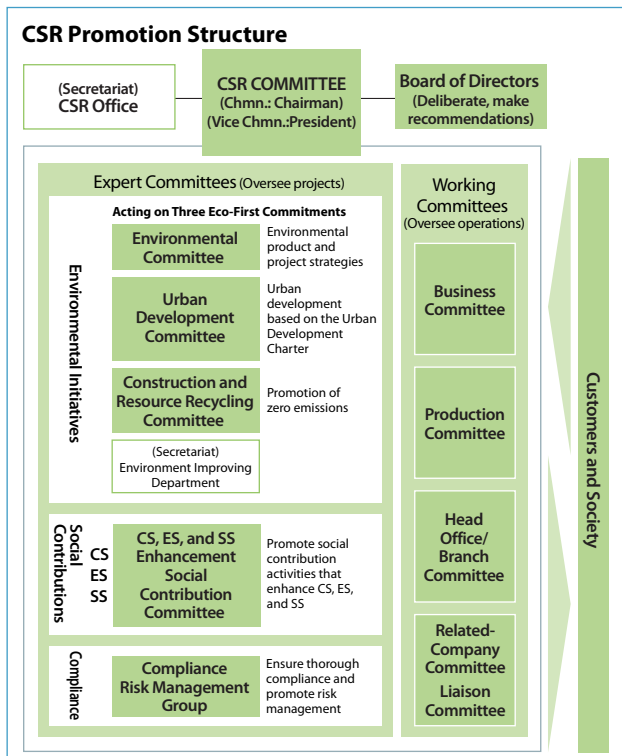 CSR Promotion Structure
(Secretariat)
CSR Office
CSR COMMITTEE
(Chmn.: Chairman)
(Vice Chmn.:President)
Board of Directors
(Deliberate, make
recommendations)
Expert Committees (Oversee projects)
Environmental Initiatives
Acting on Three Eco-First Commitments
Environmental
Committee
Environmental
product and
project strategies
Urban
Development
Committee
Urban
development
based on the Urban
Development
Charter
Construction and
Resource Recycling
Committee
Promotion of
zero emissions
(Secretariat)
Environment Improving
Department
Social
Contributions
CS
ES
SS
CS, ES, and SS
Enhancement
Social
Contribution
Committee
Promote social
contribution
activities that
enhance CS, ES,
and SS
Compliance
Compliance
Risk Management
Group
Ensure thorough
compliance and
promote risk
management
Working
Committees
(Oversee operations)
Business
Committee
Production
Committee
Head
Office/
Branch
Committee
Related-
Company
Committee
Liaison
Committee
Customers and Society